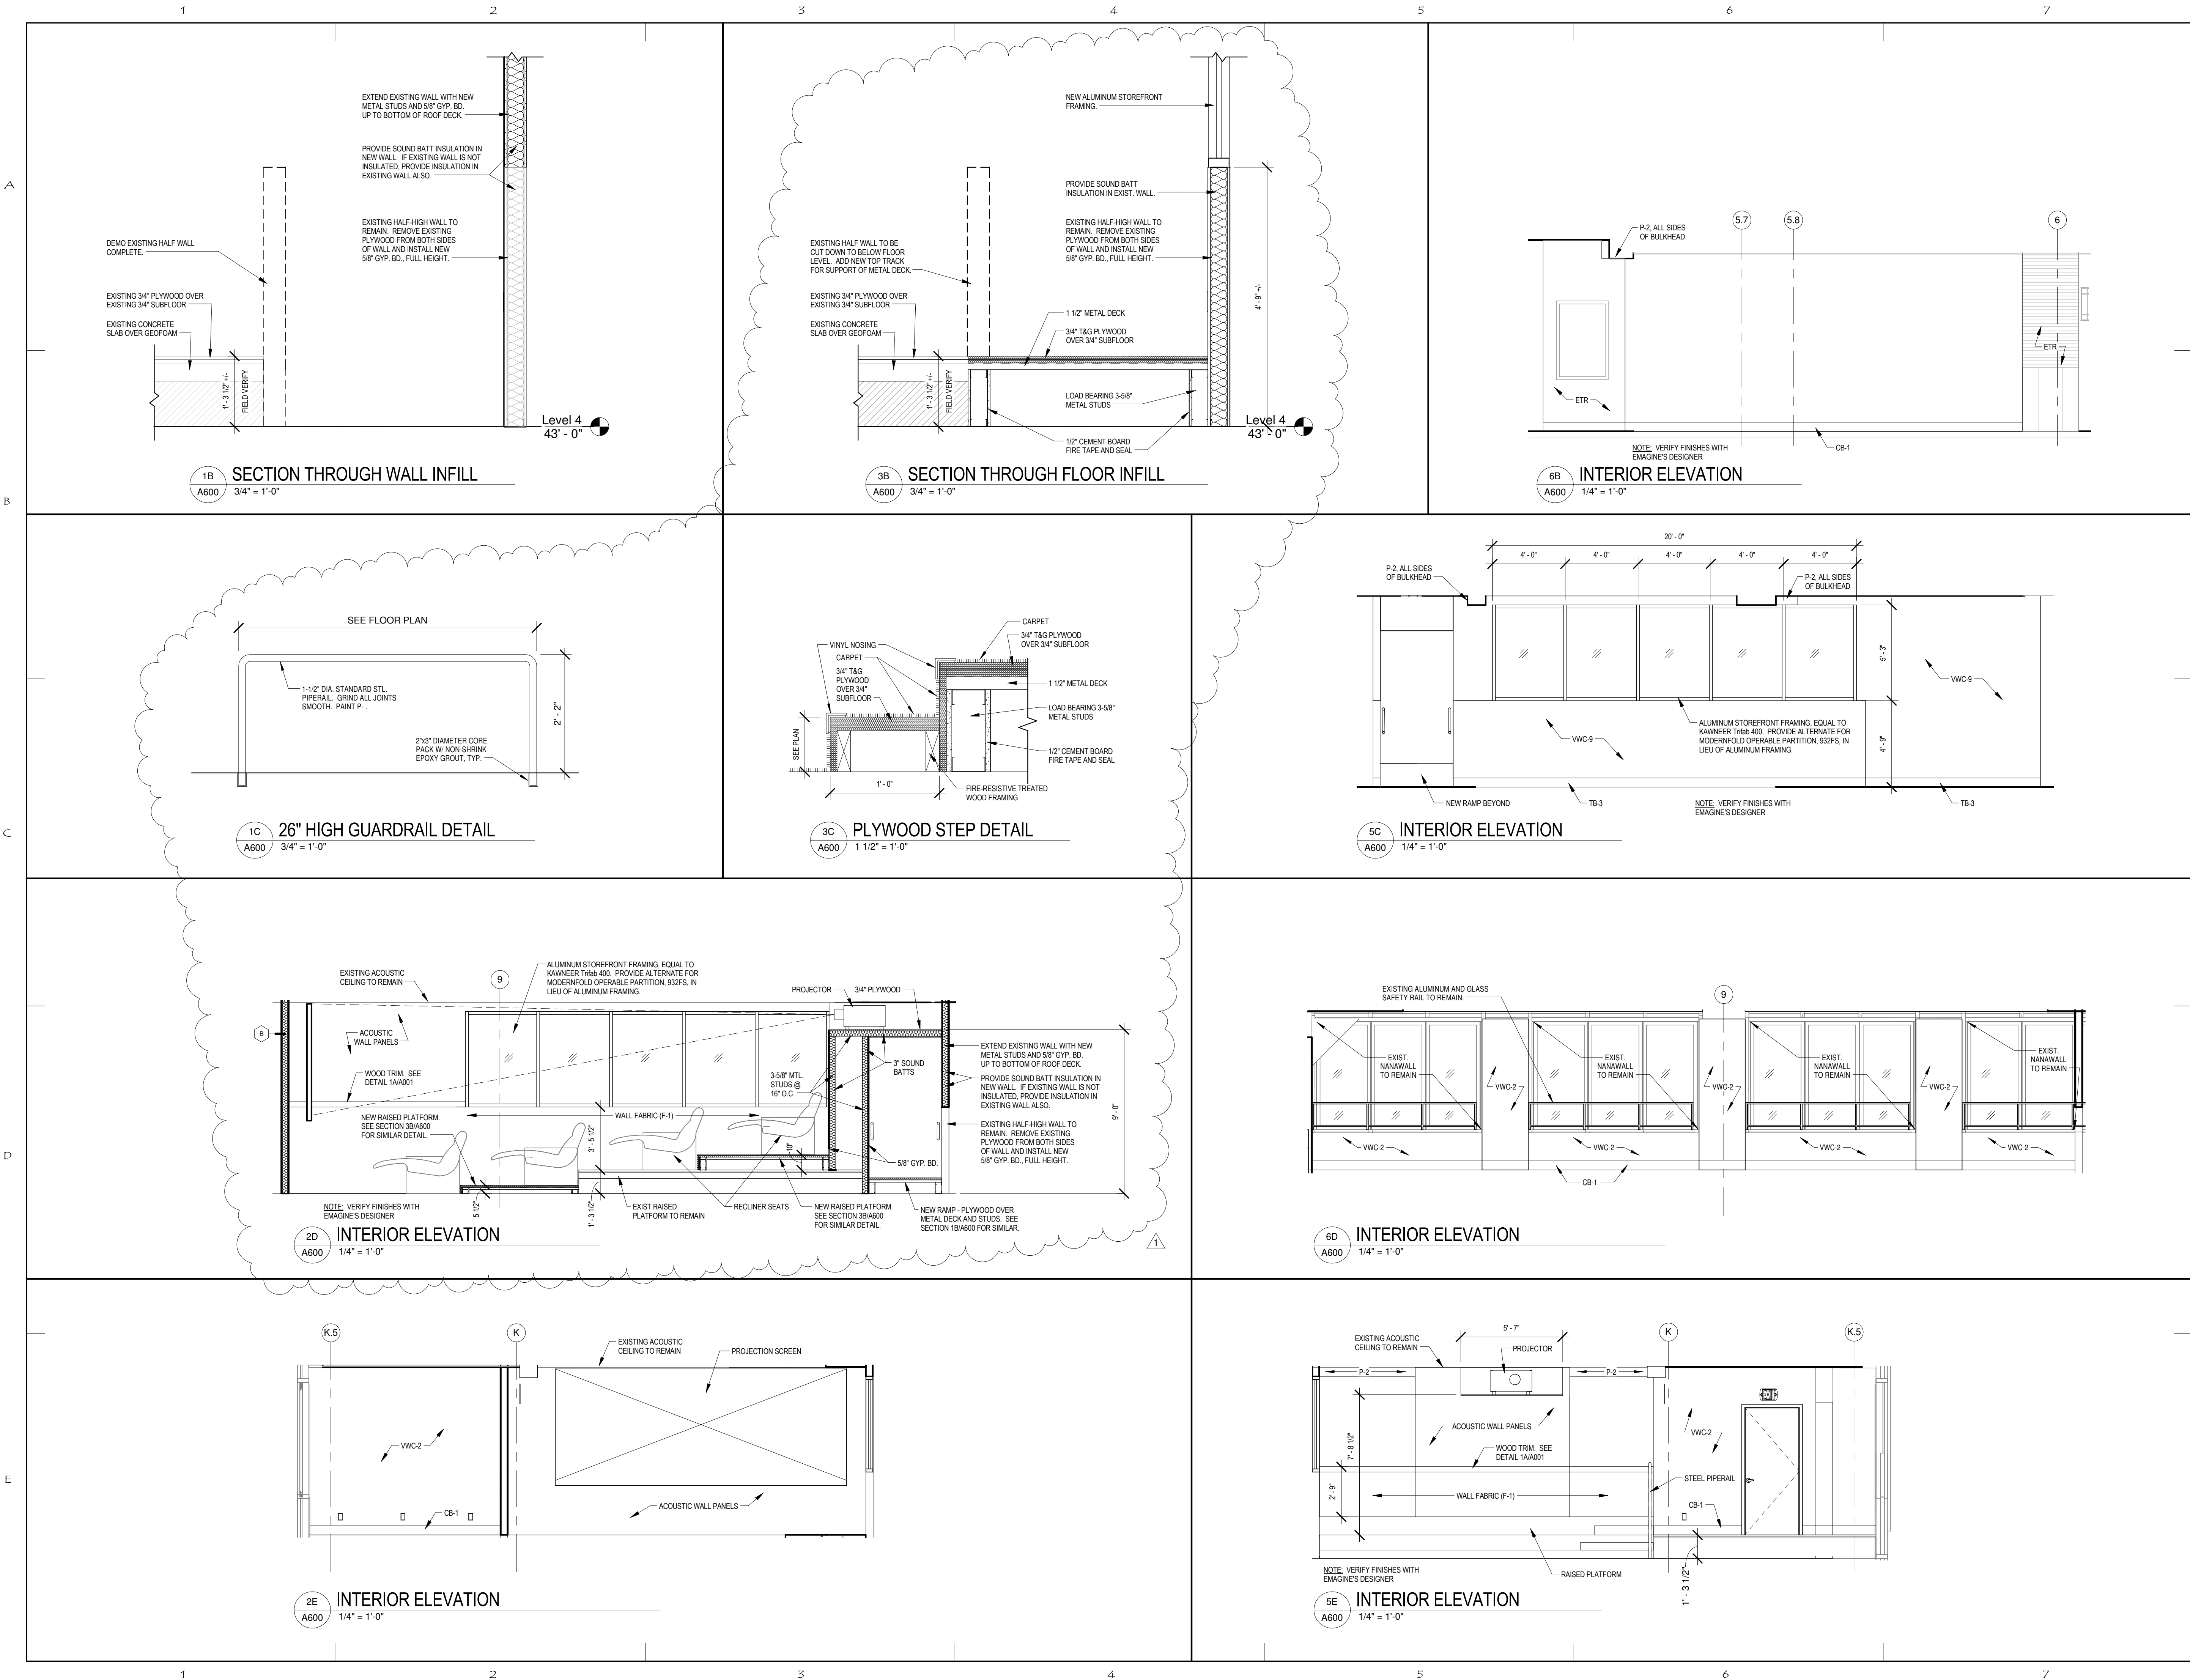 1 2 3 4 5 6 7
A
B
C
D
E
EXTEND EXISTING WALL WITH NEW
METAL STUDS AND 5/8" GYP. BD.
UP TO BOTTOM OF ROOF DECK.
PROVIDE SOUND BATT INSULATION IN
NEW WALL. IF EXISTING WALL IS NOT
INSULATED, PROVIDE INSULATION IN
EXISTING WALL ALSO.
EXISTING HALF-HIGH WALL TO
REMAIN. REMOVE EXISTING
PLYWOOD FROM BOTH SIDES
OF WALL AND INSTALL NEW
5/8" GYP. BD., FULL HEIGHT.
DEMO EXISTING HALF WALL
COMPLETE.
EXISTING 3/4" PLYWOOD OVER
EXISTING 3/4" SUBFLOOR
EXISTING CONCRETE
SLAB OVER GEOFOAM
1' - 3 1/2" +/-
FIELD VERIFY
Level 4
43' - 0"
1B
A600
SECTION THROUGH WALL INFILL
3/4" = 1'-0"
NEW ALUMINUM STOREFRONT
FRAMING.
PROVIDE SOUND BATT
INSULATION IN EXIST. WALL.
EXISTING HALF-HIGH WALL TO
REMAIN. REMOVE EXISTING
PLYWOOD FROM BOTH SIDES
OF WALL AND INSTALL NEW
5/8" GYP. BD., FULL HEIGHT.
EXISTING HALF WALL TO BE
CUT DOWN TO BELOW FLOOR
LEVEL. ADD NEW TOP TRACK
FOR SUPPORT OF METAL DECK.
EXISTING 3/4" PLYWOOD OVER
EXISTING 3/4" SUBFLOOR
EXISTING CONCRETE
SLAB OVER GEOFOAM
1 1/2" METAL DECK
3/4" T&G PLYWOOD
OVER 3/4" SUBFLOOR
4' - 9" +/-
LOAD BEARING 3-5/8"
METAL STUDS
1' - 3 1/2" +/-
FIELD VERIFY
1/2" CEMENT BOARD
FIRE TAPE AND SEAL
Level 4
43' - 0"
3B
A600
SECTION THROUGH FLOOR INFILL
3/4" = 1'-0"
P-2, ALL SIDES
OF BULKHEAD
5.7
5.8
6
ETR
ETR
NOTE: VERIFY FINISHES WITH
EMAGINE'S DESIGNER
CB-1
6B
A600
INTERIOR ELEVATION
1/4" = 1'-0"
SEE FLOOR PLAN
1-1/2" DIA. STANDARD STL.
PIPERAIL. GRIND ALL JOINTS
SMOOTH. PAINT P- .
2' - 2"
2"x3" DIAMETER CORE
PACK W/ NON-SHRINK
EPOXY GROUT, TYP.
1C
A600
26" HIGH GUARDRAIL DETAIL
3/4" = 1'-0"
CARPET
3/4" T&G PLYWOOD
OVER 3/4" SUBFLOOR
VINYL NOSING
CARPET
3/4" T&G
PLYWOOD
OVER 3/4"
SUBFLOOR
1 1/2" METAL DECK
LOAD BEARING 3-5/8"
METAL STUDS
SEE PLAN
1/2" CEMENT BOARD
FIRE TAPE AND SEAL
1' - 0"
FIRE-RESISTIVE TREATED
WOOD FRAMING
3C
A600
PLYWOOD STEP DETAIL
1 1/2" = 1'-0"
20' - 0"
4' - 0" 4' - 0" 4' - 0" 4' - 0" 4' - 0"
P-2, ALL SIDES
OF BULKHEAD
P-2, ALL SIDES
OF BULKHEAD
5' - 3"
VWC-9
ALUMINUM STOREFRONT FRAMING, EQUAL TO
KAWNEER Trifab 400. PROVIDE ALTERNATE FOR
MODERNFOLD OPERABLE PARTITION, 932FS, IN
LIEU OF ALUMINUM FRAMING.
VWC-9
4' - 9"
NEW RAMP BEYOND
TB-3
NOTE: VERIFY FINISHES WITH
EMAGINE'S DESIGNER
TB-3
5C
A600
INTERIOR ELEVATION
1/4" = 1'-0"
EXISTING ACOUSTIC
CEILING TO REMAIN
9
ALUMINUM STOREFRONT FRAMING, EQUAL TO
KAWNEER Trifab 400. PROVIDE ALTERNATE FOR
MODERNFOLD OPERABLE PARTITION, 932FS, IN
LIEU OF ALUMINUM FRAMING.
PROJECTOR
3/4" PLYWOOD
B
ACOUSTIC
WALL PANELS
WOOD TRIM. SEE
DETAIL 1A/A001
3-5/8" MTL.
STUDS @
16" O.C.
3" SOUND
BATTS
EXTEND EXISTING WALL WITH NEW
METAL STUDS AND 5/8" GYP. BD.
UP TO BOTTOM OF ROOF DECK.
PROVIDE SOUND BATT INSULATION IN
NEW WALL. IF EXISTING WALL IS NOT
INSULATED, PROVIDE INSULATION IN
EXISTING WALL ALSO.
EXISTING HALF-HIGH WALL TO
REMAIN. REMOVE EXISTING
PLYWOOD FROM BOTH SIDES
OF WALL AND INSTALL NEW
5/8" GYP. BD., FULL HEIGHT.
9' - 0"
NEW RAISED PLATFORM.
SEE SECTION 3B/A600
FOR SIMILAR DETAIL.
WALL FABRIC (F-1)
3' - 5 1/2"
10"
5/8" GYP. BD.
5 1/2"
1' - 3 1/2"
EXIST RAISED
PLATFORM TO REMAIN
RECLINER SEATS
NEW RAISED PLATFORM.
SEE SECTION 3B/A600
FOR SIMILAR DETAIL.
NEW RAMP - PLYWOOD OVER
METAL DECK AND STUDS. SEE
SECTION 1B/A600 FOR SIMILAR.
NOTE: VERIFY FINISHES WITH
EMAGINE'S DESIGNER
2D
A600
INTERIOR ELEVATION
1/4" = 1'-0"
1
EXISTING ALUMINUM AND GLASS
SAFETY RAIL TO REMAIN.
9
EXIST.
NANAWALL
TO REMAIN
EXIST.
NANAWALL
TO REMAIN
EXIST.
NANAWALL
TO REMAIN
EXIST.
NANAWALL
TO REMAIN
VWC-2 VWC-2 VWC-2
VWC-2 VWC-2 VWC-2 VWC-2
CB-1
6D
A600
INTERIOR ELEVATION
1/4" = 1'-0"
K.5
K
EXISTING ACOUSTIC
CEILING TO REMAIN
PROJECTION SCREEN
VWC-2
ACOUSTIC WALL PANELS
CB-1
2E
A600
INTERIOR ELEVATION
1/4" = 1'-0"
EXISTING ACOUSTIC
CEILING TO REMAIN
5' - 7"
PROJECTOR
K
K.5
P-2
P-2
ACOUSTIC WALL PANELS
VWC-2
7' - 8 1/2"
WOOD TRIM. SEE
DETAIL 1A/A001
STEEL PIPERAIL
2' - 9"
WALL FABRIC (F-1)
CB-1
NOTE: VERIFY FINISHES WITH
EMAGINE'S DESIGNER
RAISED PLATFORM
1' - 3 1/2"
5E
A600
INTERIOR ELEVATION
1/4" = 1'-0"
1 2 3 4 5 6 7